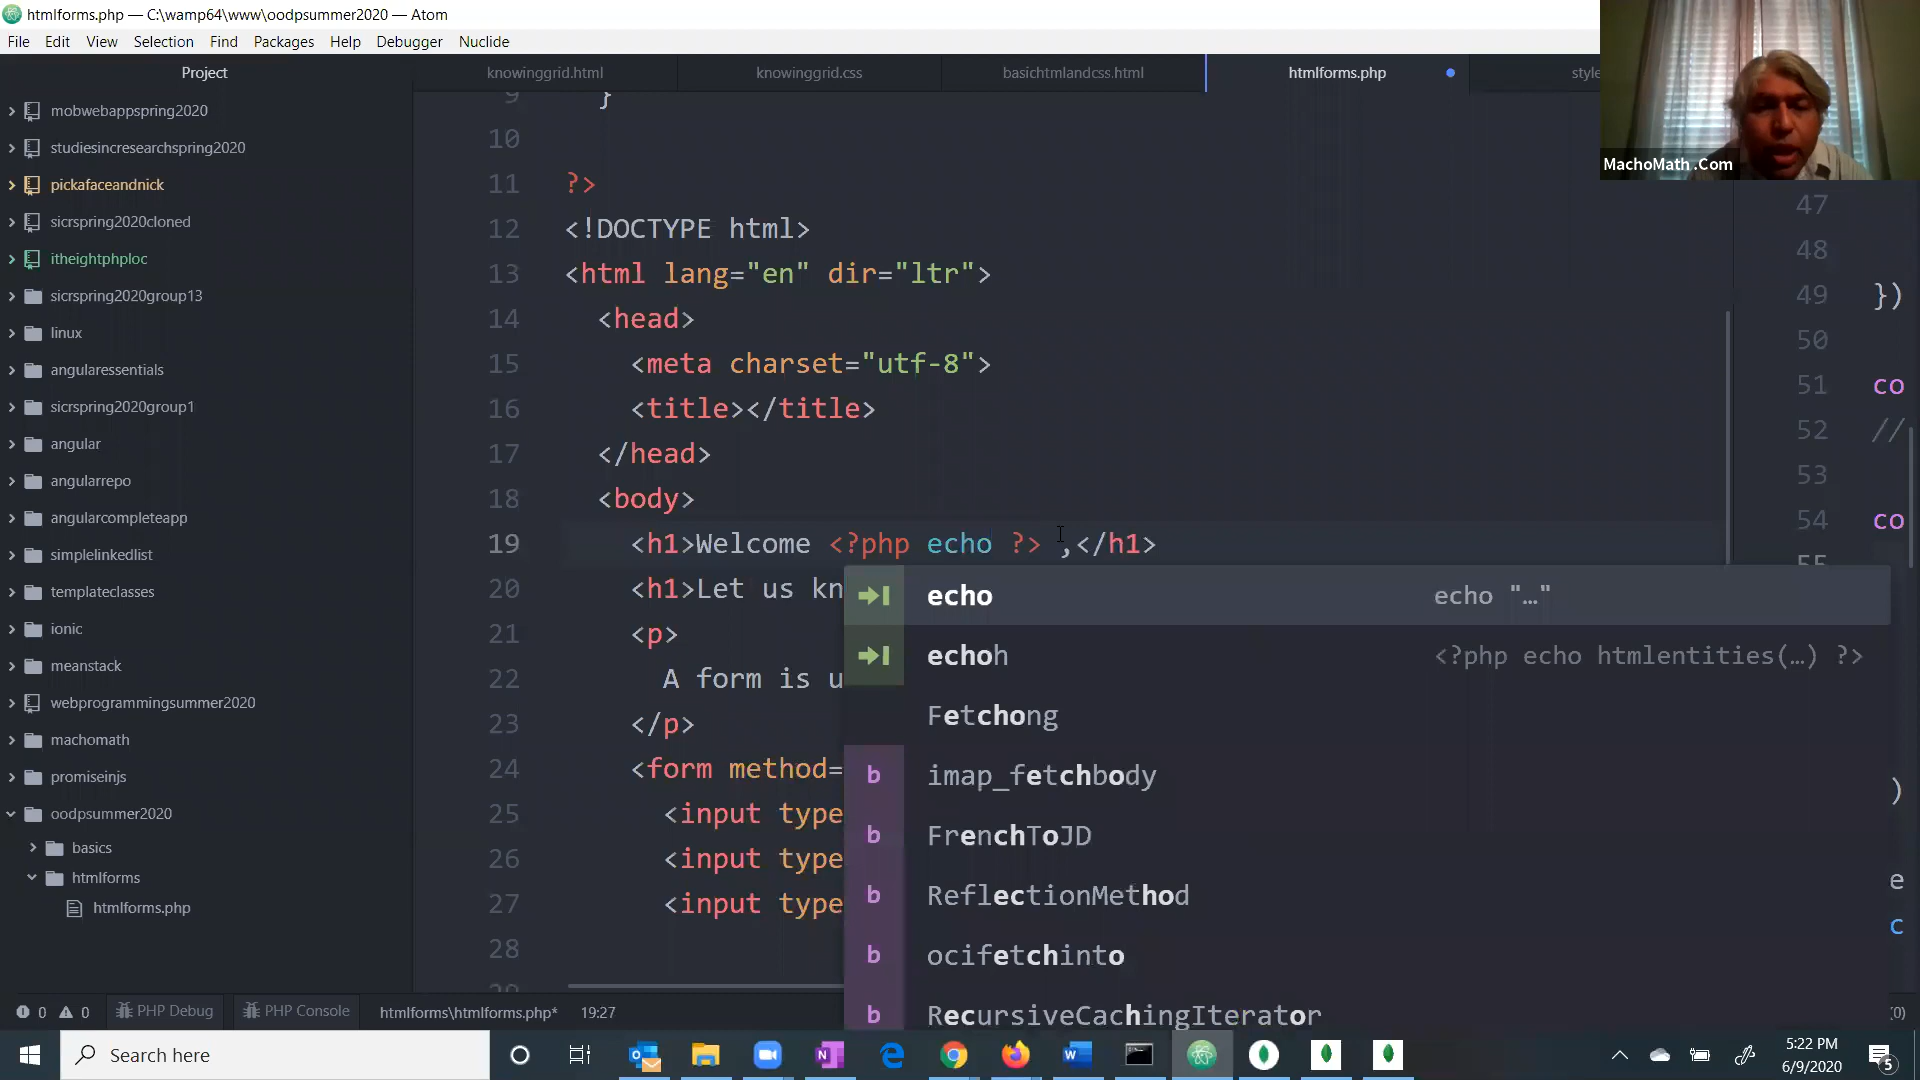 htmlforms.php — C:\wamp64\www\oodpsummer2020 — Atom
File Edit View Selection Find Packages Help Debugger Nuclide
Project
knowinggrid.html knowinggrid.css basichtmlandcss.html htmlforms.php style
mobwebappspring2020
studiesincresearchspring2020
pickafaceandnick
sicrspring2020cloned
itheightphploc
sicrspring2020group13
linux
angularessentials
sicrspring2020group1
angular
angularrepo
angularcompleteapp
simplelinkedlist
templateclasses
ionic
meanstack
webprogrammingsummer2020
machomath
promiseinjs
oodpsummer2020
basics
htmlforms
htmlforms.php
9 }
10
11 ?>
12 <!DOCTYPE html>
13 <html lang="en" dir="ltr">
14 <head>
15 <meta charset="utf-8">
16 <title></title>
17 </head>
18 <body>
19 <h1>Welcome <?php echo ?> ,</h1>
20 <h1>Let us kn
21 <p>
22 A form is u
23 </p>
24 <form method=
25 <input type
26 <input type
27 <input type
28
echo echo "…"
echoh <?php echo htmlentities(…) ?>
Fetchong
b imap_fetchbody
b FrenchToJD
b ReflectionMethod
b ocifetchinto
b RecursiveCachingIterator
MachoMath .Com
47
48
49 })
50
51 co
52 //
53
54 co
55
)
e
c
0 0 PHP Debug PHP Console htmlforms\htmlforms.php* 19:27
(0)
Search here
5:22 PM
6/9/2020
5